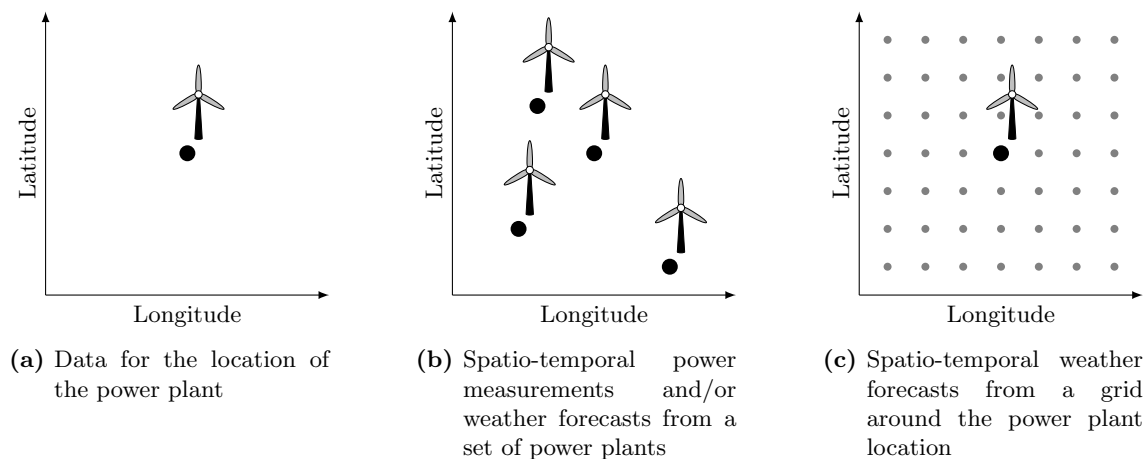 Latitude
Longitude
(a) Data for the location of
the power plant
Latitude
Longitude
(b) Spatio-temporal power
measurements and/or
weather forecasts from a
set of power plants
Latitude
Longitude
(c) Spatio-temporal weather
forecasts from a grid
around the power plant
location